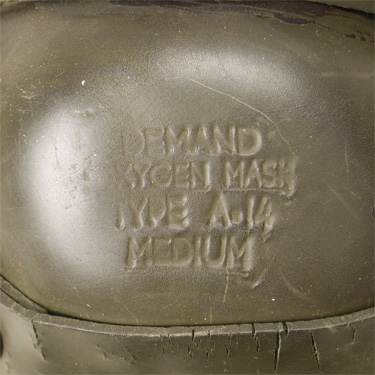 DEMAND
OXYGEN MASK
TYPE A-14
MEDIUM